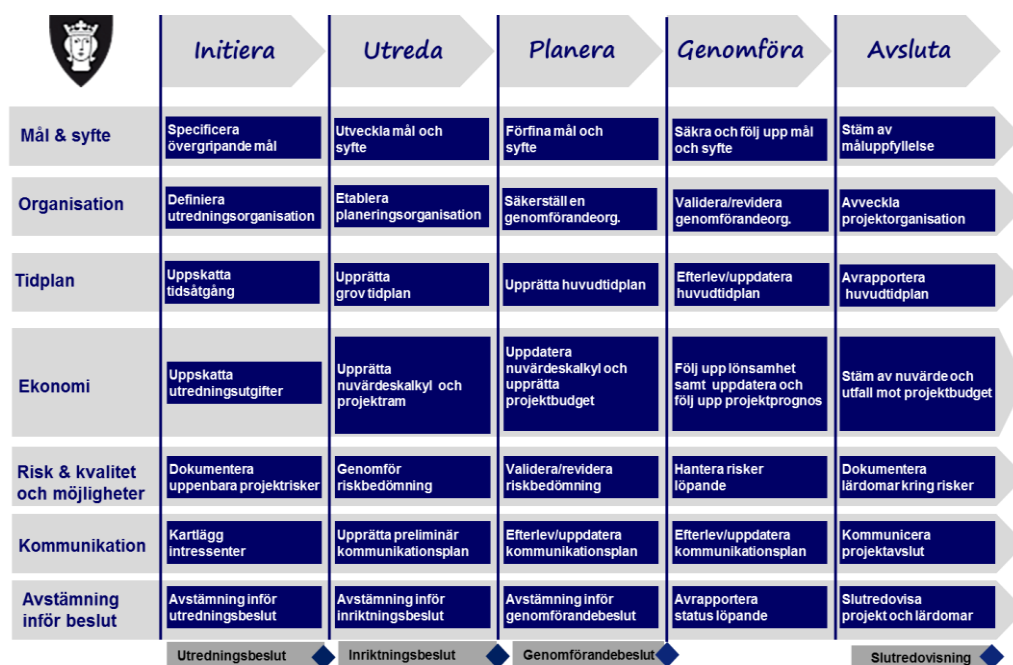 Initiera
Utreda
Planera
Genomföra
Avsluta
Mål & syfte
Specificera
övergripande mål
Utveckla mål och
syfte
Förfina mål och
syfte
Säkra och följ upp mål
och syfte
Stäm av
måluppfyllelse
Organisation
Definiera
utredningsorganisation
Etablera
planeringsorganisation
Säkerställ en
genomförandeorg.
Validera/revidera
genomförandeorg.
Avveckla
projektorganisation
Tidplan
Uppskatta
tidsåtgång
Upprätta
grov tidplan
Upprätta huvudtidplan
Efterlev/uppdatera
huvudtidplan
Avrapportera
huvudtidplan
Ekonomi
Uppskatta
utredningsutgifter
Upprätta
nuvärdeskalkyl och
projektram
Uppdatera
nuvärdeskalkyl och
upprätta
projektbudget
Följ upp lönsamhet
samt uppdatera och
följ upp projektprognos
Stäm av nuvärde och
utfall mot projektbudget
Risk & kvalitet
och möjligheter
Dokumentera
uppenbara projektrisker
Genomför
riskbedömning
Validera/revidera
riskbedömning
Hantera risker
löpande
Dokumentera
lärdomar kring risker
Kommunikation
Kartlägg
intressenter
Upprätta preliminär
kommunikationsplan
Efterlev/uppdatera
kommunikationsplan
Efterlev/uppdatera
kommunikationsplan
Kommunicera
projektavslut
Avstämning
inför beslut
Avstämning inför
utredningsbeslut
Avstämning inför
inriktningsbeslut
Avstämning inför
genomförandebeslut
Avrapportera
status löpande
Slutredovisa
projekt och lärdomar
Utredningsbeslut
Inriktningsbeslut
Genomförandebeslut
Slutredovisning